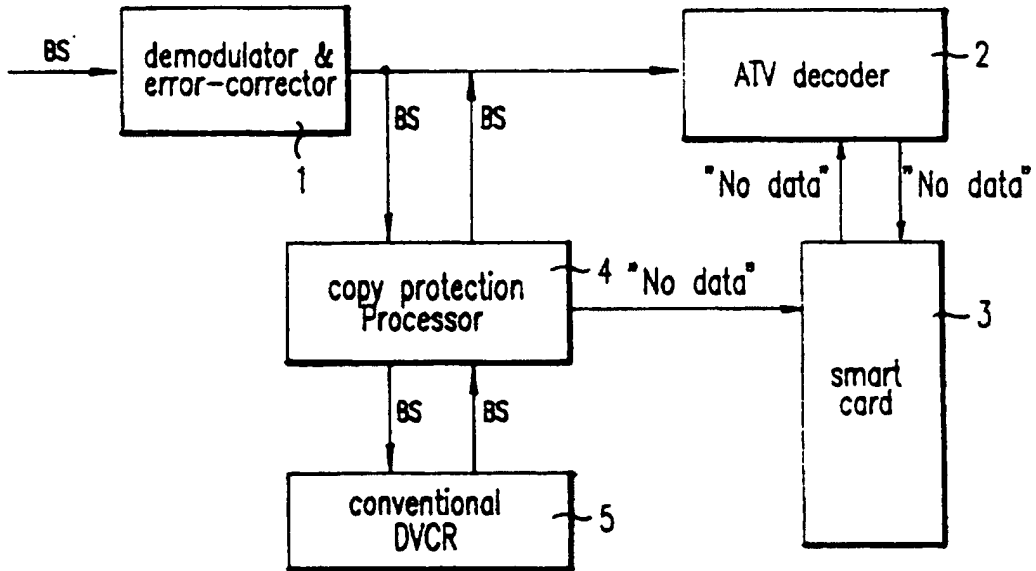 BS
demodulator &
error-corrector
1
ATV decoder
2
BS
BS
"No data"
"No data"
copy protection
Processor
4
"No data"
smart
card
3
BS
BS
conventional
DVCR
5